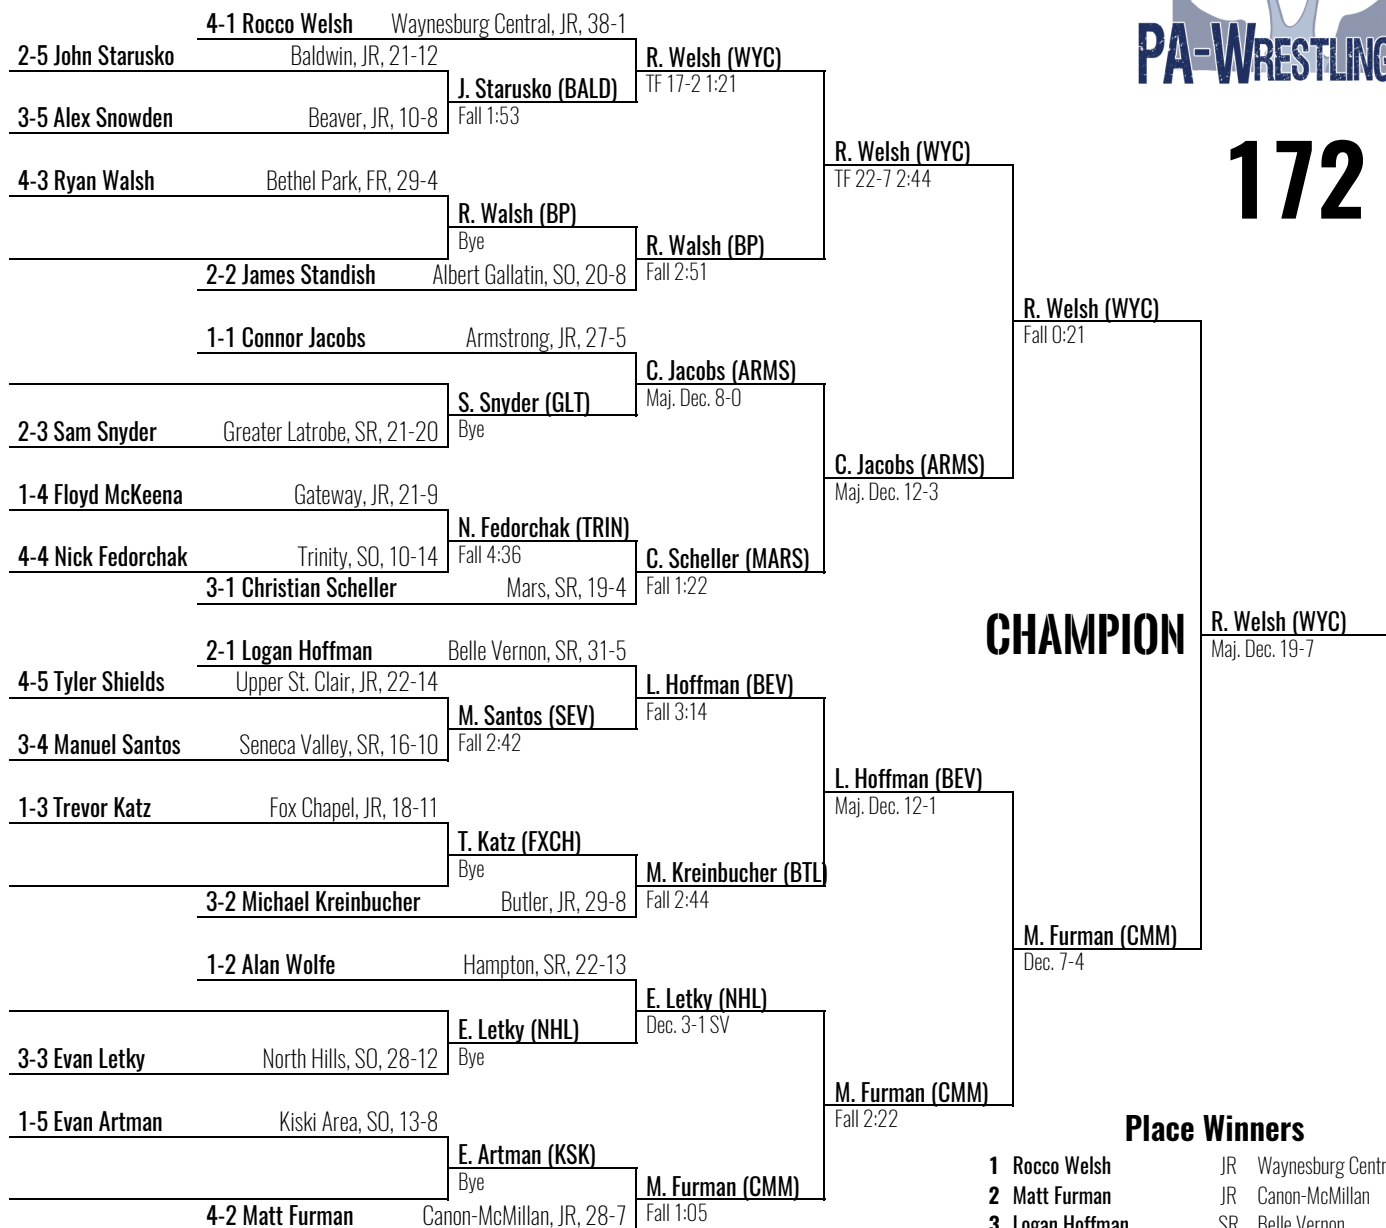 4-1 Rocco Welsh Waynesburg Central, JR, 38-1
2-5 John Starusko Baldwin, JR, 21-12
R. Welsh (WYC)
TF 17-2 1:21
J. Starusko (BALD)
Fall 1:53
3-5 Alex Snowden Beaver, JR, 10-8
PA-WRESTLING
172
R. Welsh (WYC)
TF 22-7 2:44
4-3 Ryan Walsh Bethel Park, FR, 29-4
R. Walsh (BP)
Bye
R. Walsh (BP)
Fall 2:51
2-2 James Standish Albert Gallatin, SO, 20-8
R. Welsh (WYC)
Fall 0:21
1-1 Connor Jacobs Armstrong, JR, 27-5
C. Jacobs (ARMS)
Maj. Dec. 8-0
S. Snyder (GLT)
Bye
2-3 Sam Snyder Greater Latrobe, SR, 21-20
C. Jacobs (ARMS)
Maj. Dec. 12-3
1-4 Floyd McKeena Gateway, JR, 21-9
N. Fedorchak (TRIN)
Fall 4:36
4-4 Nick Fedorchak Trinity, SO, 10-14
C. Scheller (MARS)
Fall 1:22
3-1 Christian Scheller Mars, SR, 19-4
CHAMPION
R. Welsh (WYC)
Maj. Dec. 19-7
2-1 Logan Hoffman Belle Vernon, SR, 31-5
4-5 Tyler Shields Upper St. Clair, JR, 22-14
L. Hoffman (BEV)
Fall 3:14
M. Santos (SEV)
Fall 2:42
3-4 Manuel Santos Seneca Valley, SR, 16-10
L. Hoffman (BEV)
Maj. Dec. 12-1
1-3 Trevor Katz Fox Chapel, JR, 18-11
T. Katz (FXCH)
Bye
M. Kreinbucher (BTL)
Fall 2:44
3-2 Michael Kreinbucher Butler, JR, 29-8
M. Furman (CMM)
Dec. 7-4
1-2 Alan Wolfe Hampton, SR, 22-13
E. Letky (NHL)
Dec. 3-1 SV
E. Letky (NHL)
Bye
3-3 Evan Letky North Hills, SO, 28-12
M. Furman (CMM)
Fall 2:22
1-5 Evan Artman Kiski Area, SO, 13-8
E. Artman (KSK)
Bye
M. Furman (CMM)
Fall 1:05
4-2 Matt Furman Canon-McMillan, JR, 28-7
Place Winners
1 Rocco Welsh JR Waynesburg Centr
2 Matt Furman JR Canon-McMillan
3 Logan Hoffman SR Belle Vernon